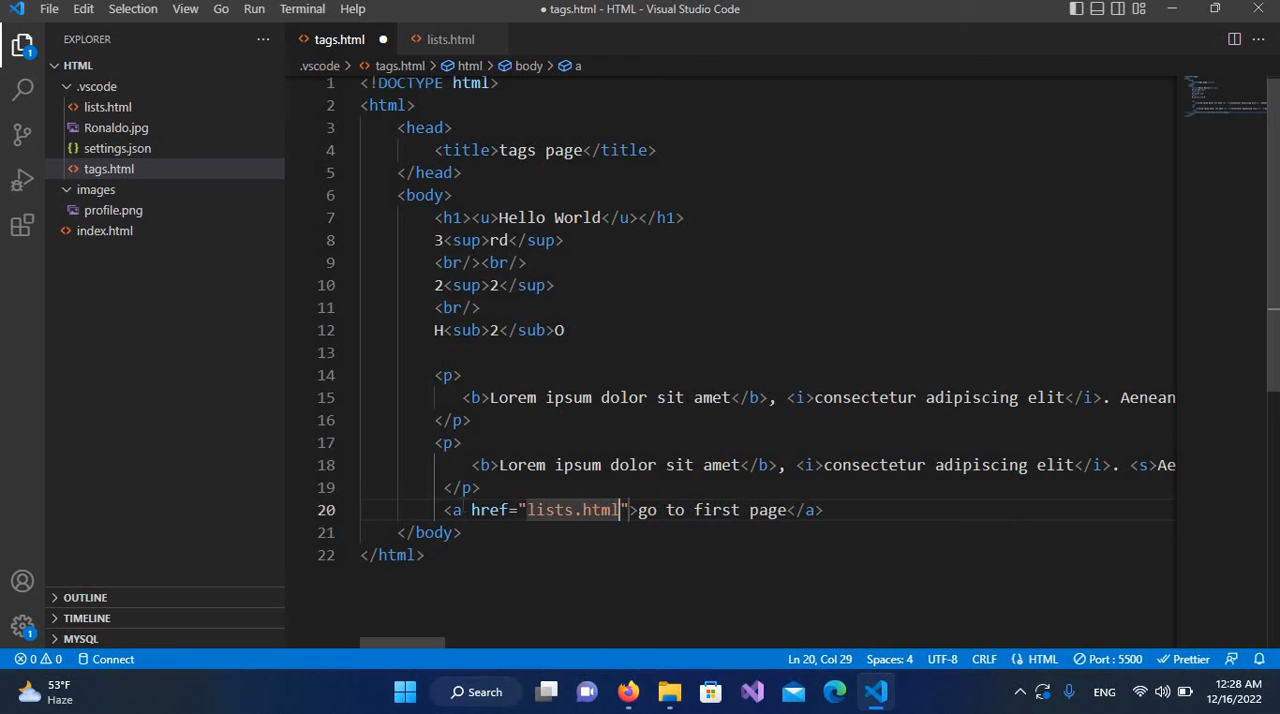 File Edit Selection View Go Run Terminal Help
● tags.html - HTML - Visual Studio Code
EXPLORER
HTML
.vscode
lists.html
Ronaldo.jpg
settings.json
tags.html
images
profile.png
index.html
OUTLINE
TIMELINE
MYSQL
1
1
tags.html ●
lists.html
.vscode > tags.html > html > body > a
1 <!DOCTYPE html>
2 <html>
3 <head>
4 <title>tags page</title>
5 </head>
6 <body>
7 <h1><u>Hello World</u></h1>
8 3<sup>rd</sup>
9 <br/><br/>
10 2<sup>2</sup>
11 <br/>
12 H<sub>2</sub>O
13
14 <p>
15 <b>Lorem ipsum dolor sit amet</b>, <i>consectetur adipiscing elit</i>. Aenean
16 </p>
17 <p>
18 <b>Lorem ipsum dolor sit amet</b>, <i>consectetur adipiscing elit</i>. <s>Ae
19 </p>
20 <a href="lists.html">go to first page</a>
21 </body>
22 </html>
0 0 Connect
Ln 20, Col 29 Spaces: 4 UTF-8 CRLF HTML Port : 5500 Prettier
53°F
Haze
Search
ENG
12:28 AM
12/16/2022